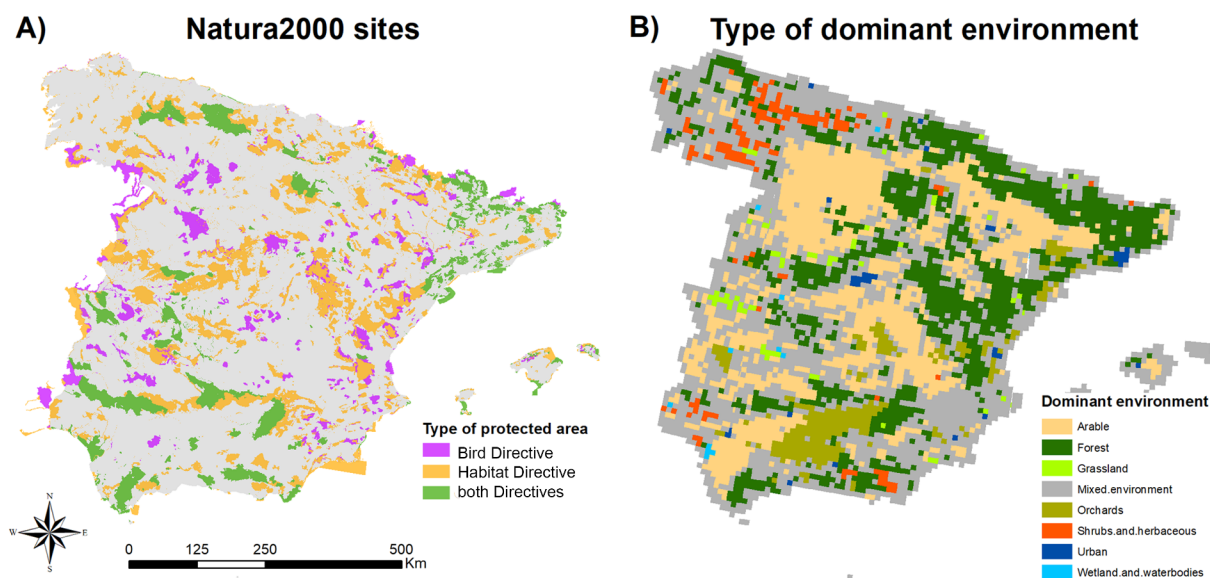 A)
Natura2000 sites
Type of protected area
Bird Directive
Habitat Directive
both Directives
N
W
E
S
0
125
250
500
Km
B)
Type of dominant environment
Dominant environment
Arable
Forest
Grassland
Mixed.environment
Orchards
Shrubs.and.herbaceous
Urban
Wetland.and.waterbodies